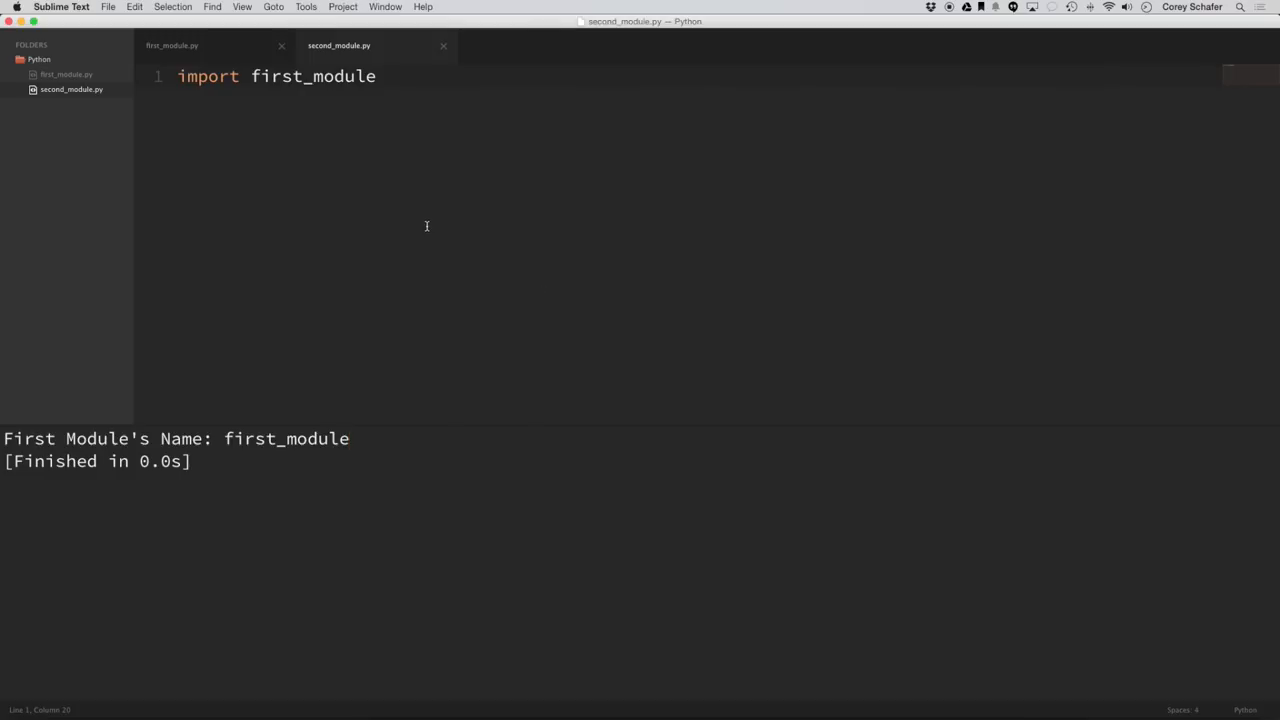 Sublime Text File Edit Selection Find View Goto Tools Project Window Help Corey Schafer
second_module.py — Python
FOLDERS
Python
first_module.py
second_module.py
first_module.py second_module.py
1 import first_module
First Module's Name: first_module
[Finished in 0.0s]
Line 1, Column 20 Spaces: 4 Python